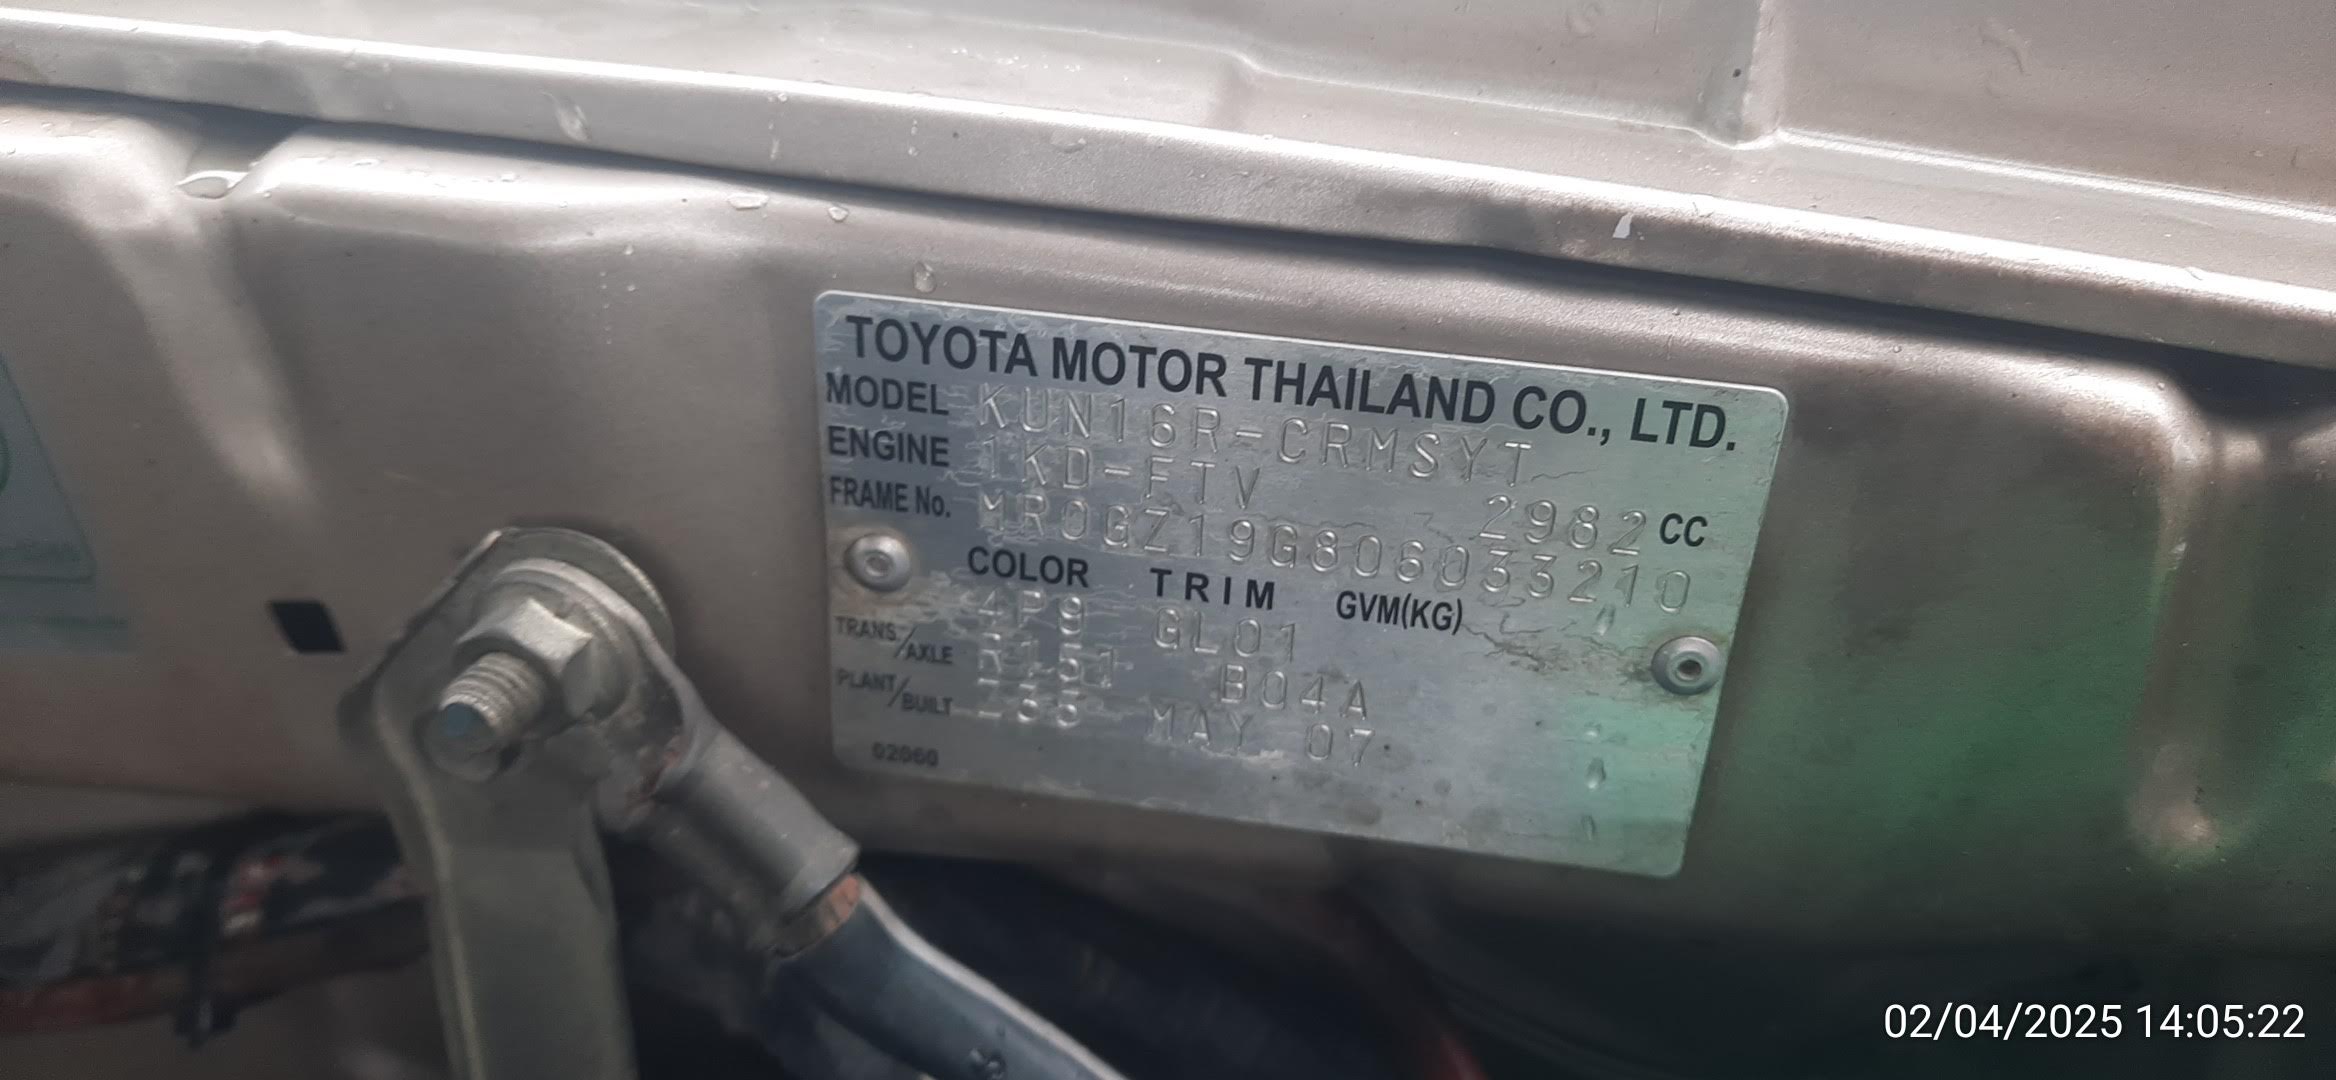 TOYOTA MOTOR THAILAND CO., LTD.
MODEL KUN16R-CRMSYT
ENGINE 1KD-FTV 2982 CC
FRAME No. MR0GZ19G806033210
COLOR TRIM GVM(KG)
4P9 GL01
TRANS./AXLE R151 B04A
PLANT/BUILT MAY 07
02060
02/04/2025 14:05:22